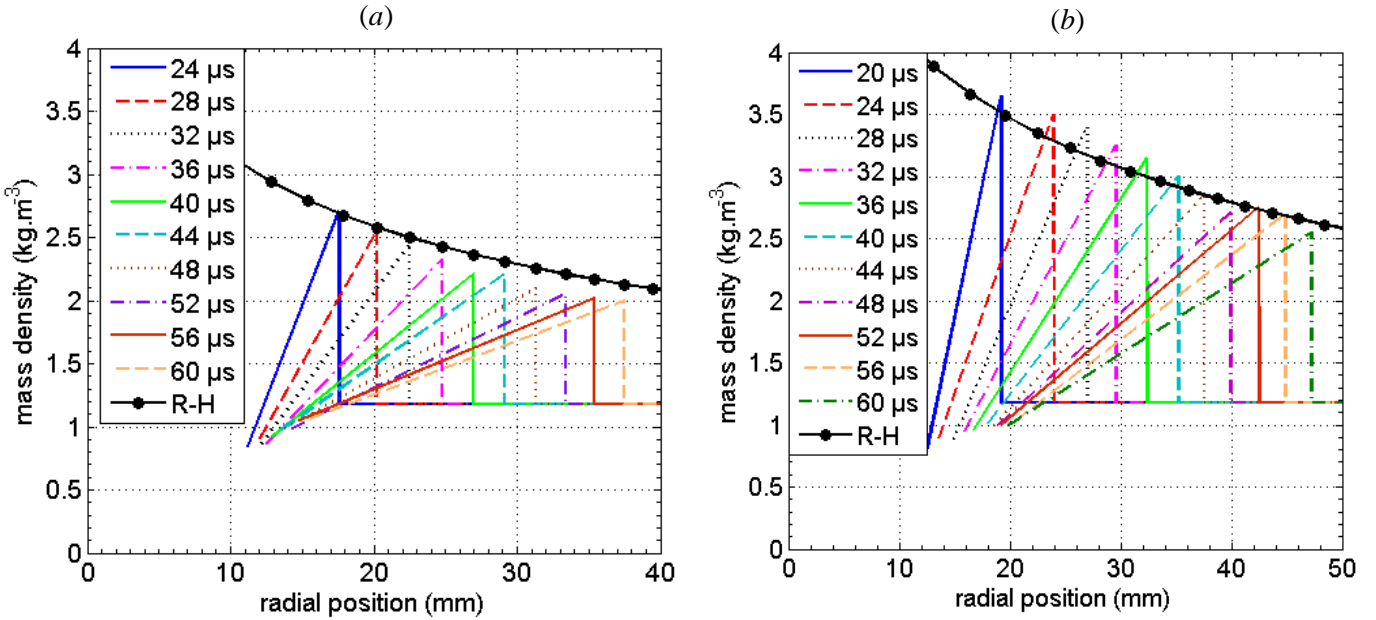 (a)
4
3.5
3
2.5
2
1.5
1
0.5
0
mass density (kg.m-3)
24 µs
28 µs
32 µs
36 µs
40 µs
44 µs
48 µs
52 µs
56 µs
60 µs
R-H
0 10 20 30 40
radial position (mm)
(b)
4
3.5
3
2.5
2
1.5
1
0.5
0
mass density (kg.m-3)
20 µs
24 µs
28 µs
32 µs
36 µs
40 µs
44 µs
48 µs
52 µs
56 µs
60 µs
R-H
0 10 20 30 40 50
radial position (mm)